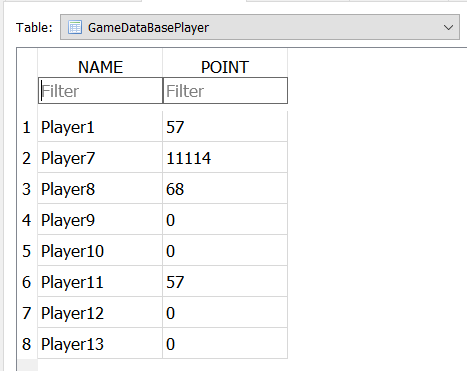 Table: GameDataBasePlayer
NAME POINT
Filter Filter
1 Player1 57
2 Player7 11114
3 Player8 68
4 Player9 0
5 Player10 0
6 Player11 57
7 Player12 0
8 Player13 0